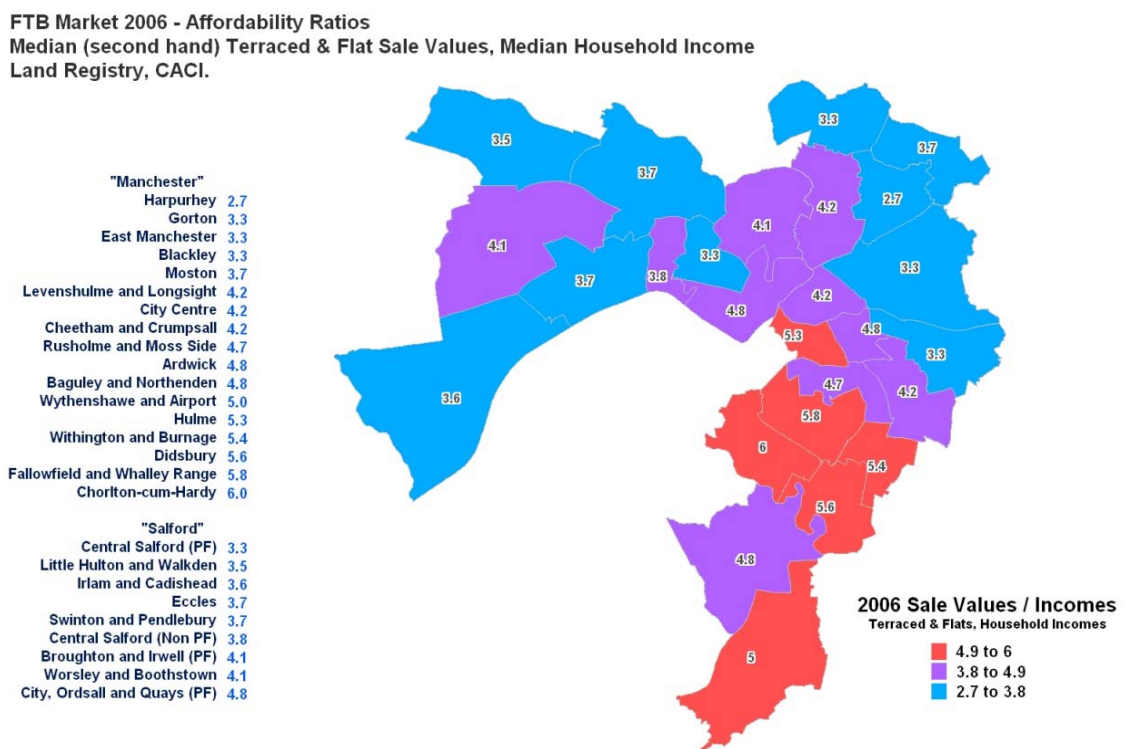 FTB Market 2006 - Affordability Ratios
Median (second hand) Terraced & Flat Sale Values, Median Household Income
Land Registry, CACI.
"Manchester"
Harpurhey 2.7
Gorton 3.3
East Manchester 3.3
Blackley 3.3
Moston 3.7
Levenshulme and Longsight 4.2
City Centre 4.2
Cheetham and Crumpsall 4.2
Rusholme and Moss Side 4.7
Ardwick 4.8
Baguley and Northenden 4.8
Wythenshawe and Airport 5.0
Hulme 5.3
Withington and Burnage 5.4
Didsbury 5.6
Fallowfield and Whalley Range 5.8
Chorlton-cum-Hardy 6.0
"Salford"
Central Salford (PF) 3.3
Little Hulton and Walkden 3.5
Irlam and Cadishead 3.6
Eccles 3.7
Swinton and Pendlebury 3.7
Central Salford (Non PF) 3.8
Broughton and Irwell (PF) 4.1
Worsley and Boothstown 4.1
City, Ordsall and Quays (PF) 4.8
3.3
3.5
3.7
3.7
2.7
4.2
4.1
4.1
3.3
3.3
3.8
3.7
4.2
4.8
4.8
5.3
3.3
4.7
4.2
3.6
5.8
6
5.4
5.6
4.8
5
2006 Sale Values / Incomes
Terraced & Flats, Household Incomes
4.9 to 6
3.8 to 4.9
2.7 to 3.8